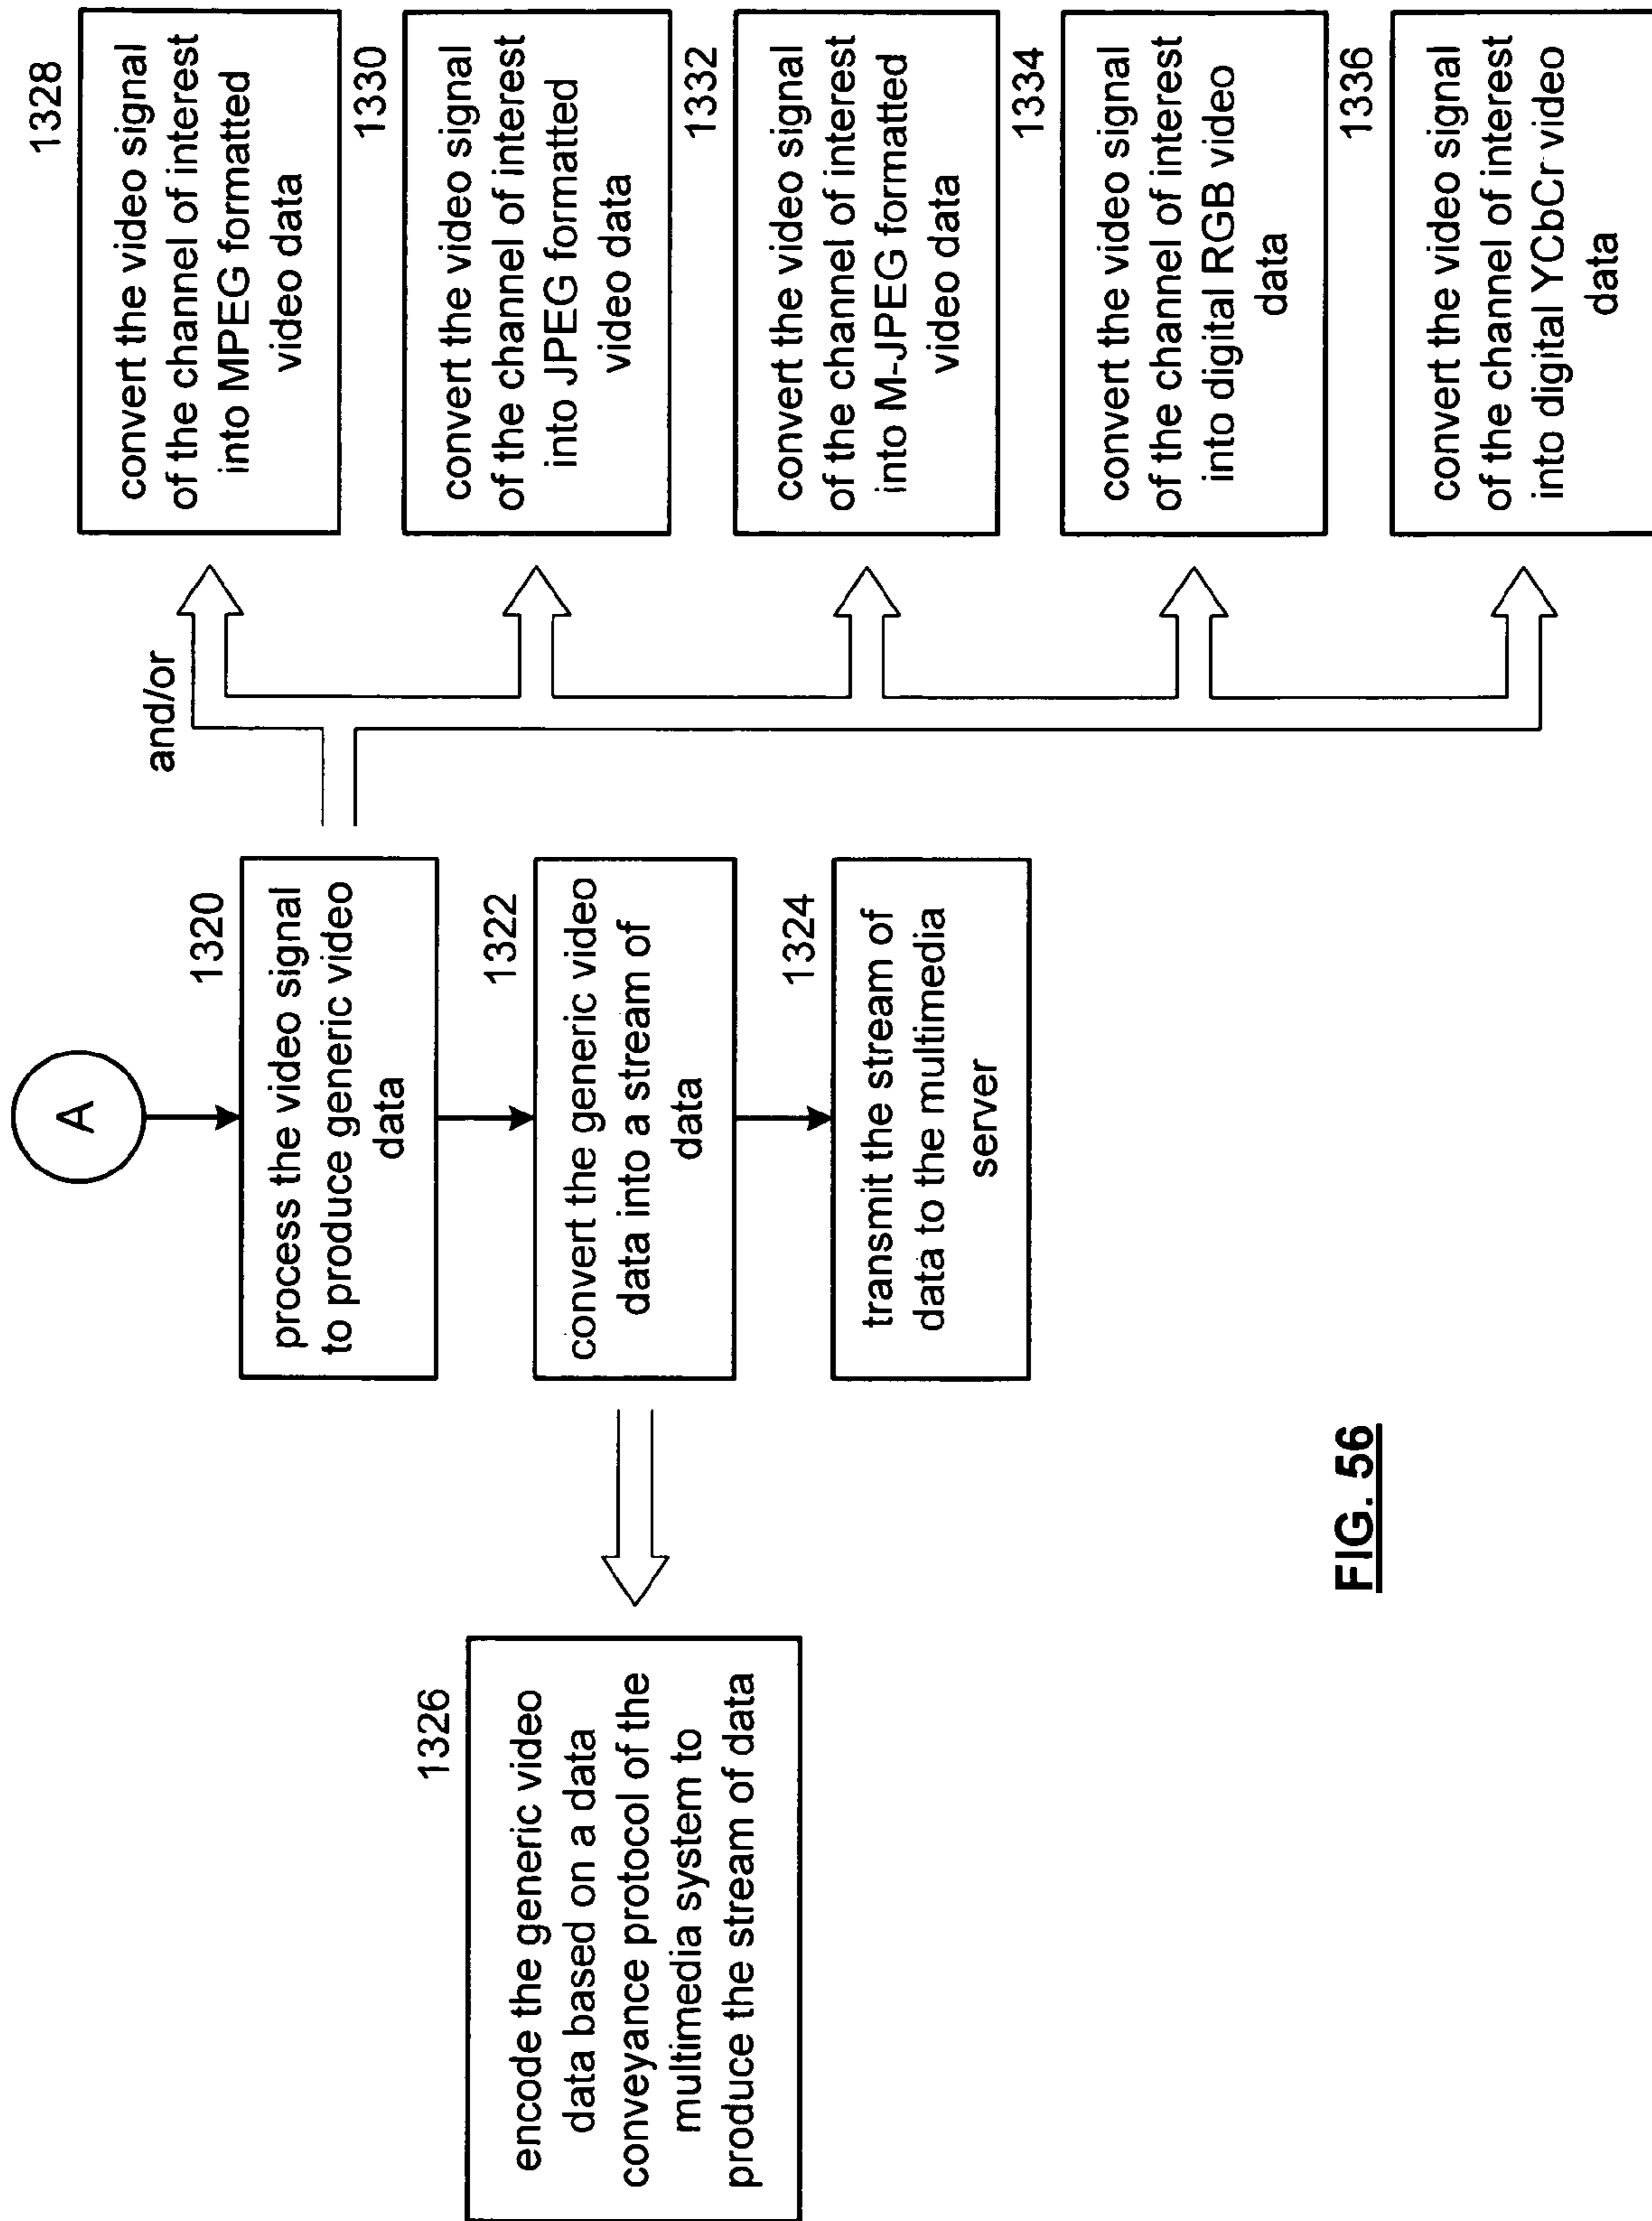 A
1320
process the video signal
to produce generic video
data
1322
convert the generic video
data into a stream of
data
1324
transmit the stream of
data to the multimedia
server
1326
encode the generic video
data based on a data
conveyance protocol of the
multimedia system to
produce the stream of data
and/or
1328
convert the video signal
of the channel of interest
into MPEG formatted
video data
1330
convert the video signal
of the channel of interest
into JPEG formatted
video data
1332
convert the video signal
of the channel of interest
into M-JPEG formatted
video data
1334
convert the video signal
of the channel of interest
into digital RGB video
data
1336
convert the video signal
of the channel of interest
into digital YCbCr video
data
FIG. 56